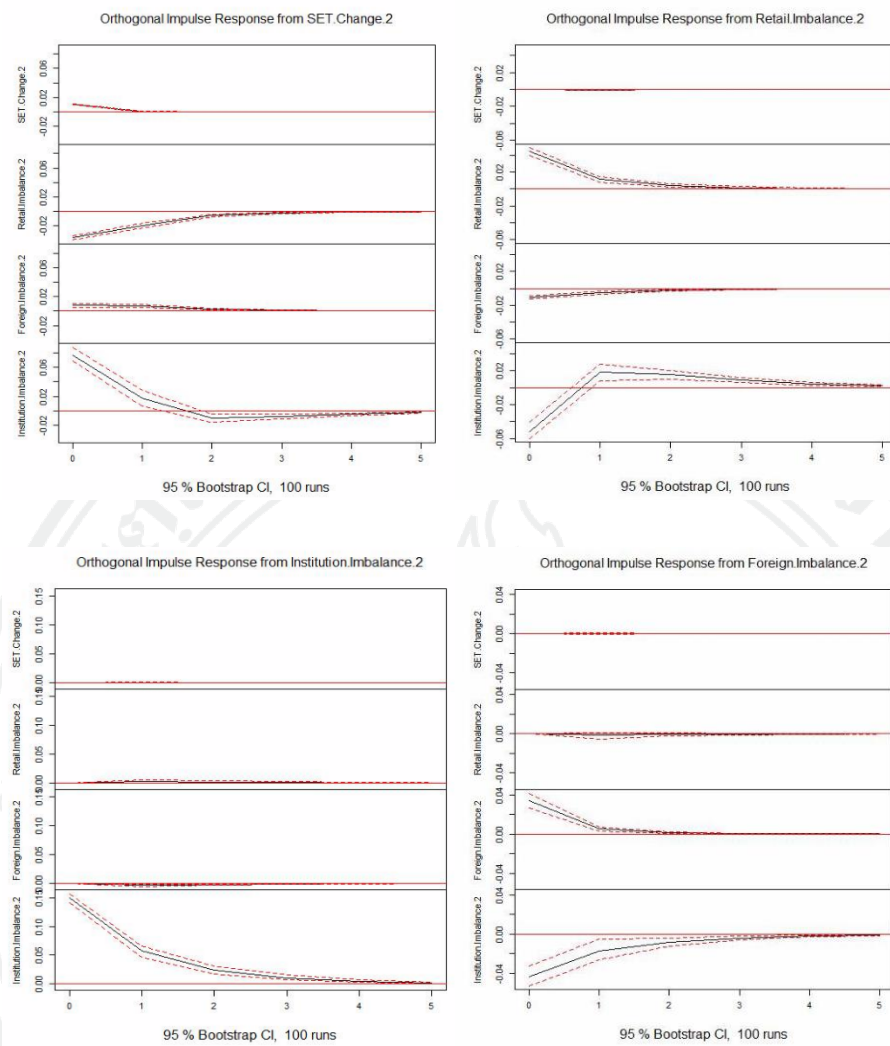 Orthogonal Impulse Response from SET.Change.2
SET.Change.2
-0.02 0.02 0.06
Retail.Imbalance.2
-0.02 0.02 0.06
Foreign.Imbalance.2
-0.02 0.02 0.06
Institution.Imbalance.2
-0.02 0.02 0.06
0 1 2 3 4 5
95 % Bootstrap CI, 100 runs
Orthogonal Impulse Response from Retail.Imbalance.2
SET.Change.2
-0.06 -0.02 0.02
Retail.Imbalance.2
-0.06 -0.02 0.02
Foreign.Imbalance.2
-0.06 -0.02 0.02
Institution.Imbalance.2
-0.06 -0.02 0.02
0 1 2 3 4 5
95 % Bootstrap CI, 100 runs
Orthogonal Impulse Response from Institution.Imbalance.2
SET.Change.2
0.00 0.05 0.10 0.15
Retail.Imbalance.2
0.00 0.05 0.10 0.15
Foreign.Imbalance.2
0.00 0.05 0.10 0.15
Institution.Imbalance.2
0.00 0.05 0.10 0.15
0 1 2 3 4 5
95 % Bootstrap CI, 100 runs
Orthogonal Impulse Response from Foreign.Imbalance.2
SET.Change.2
-0.04 0.00 0.04
Retail.Imbalance.2
-0.04 0.00 0.04
Foreign.Imbalance.2
-0.04 0.00 0.04
Institution.Imbalance.2
-0.04 0.00 0.04
0 1 2 3 4 5
95 % Bootstrap CI, 100 runs